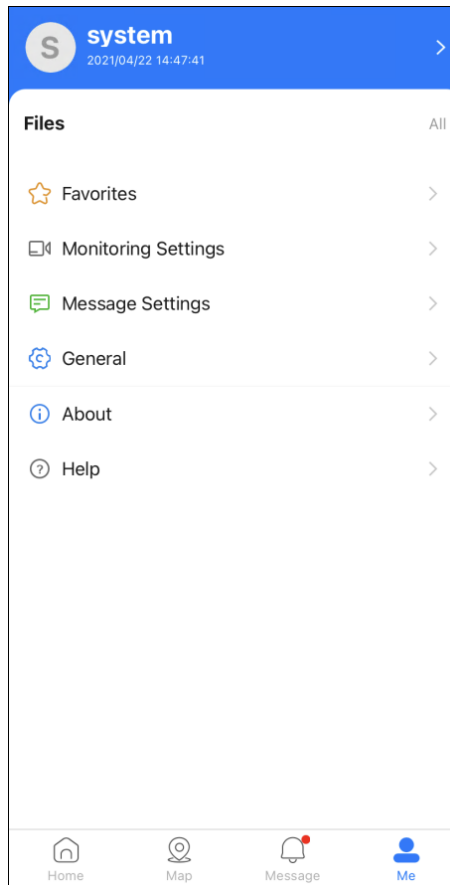 S
system
2021/04/22 14:47:41
Files
All
Favorites
Monitoring Settings
Message Settings
General
About
Help
Home
Map
Message
Me